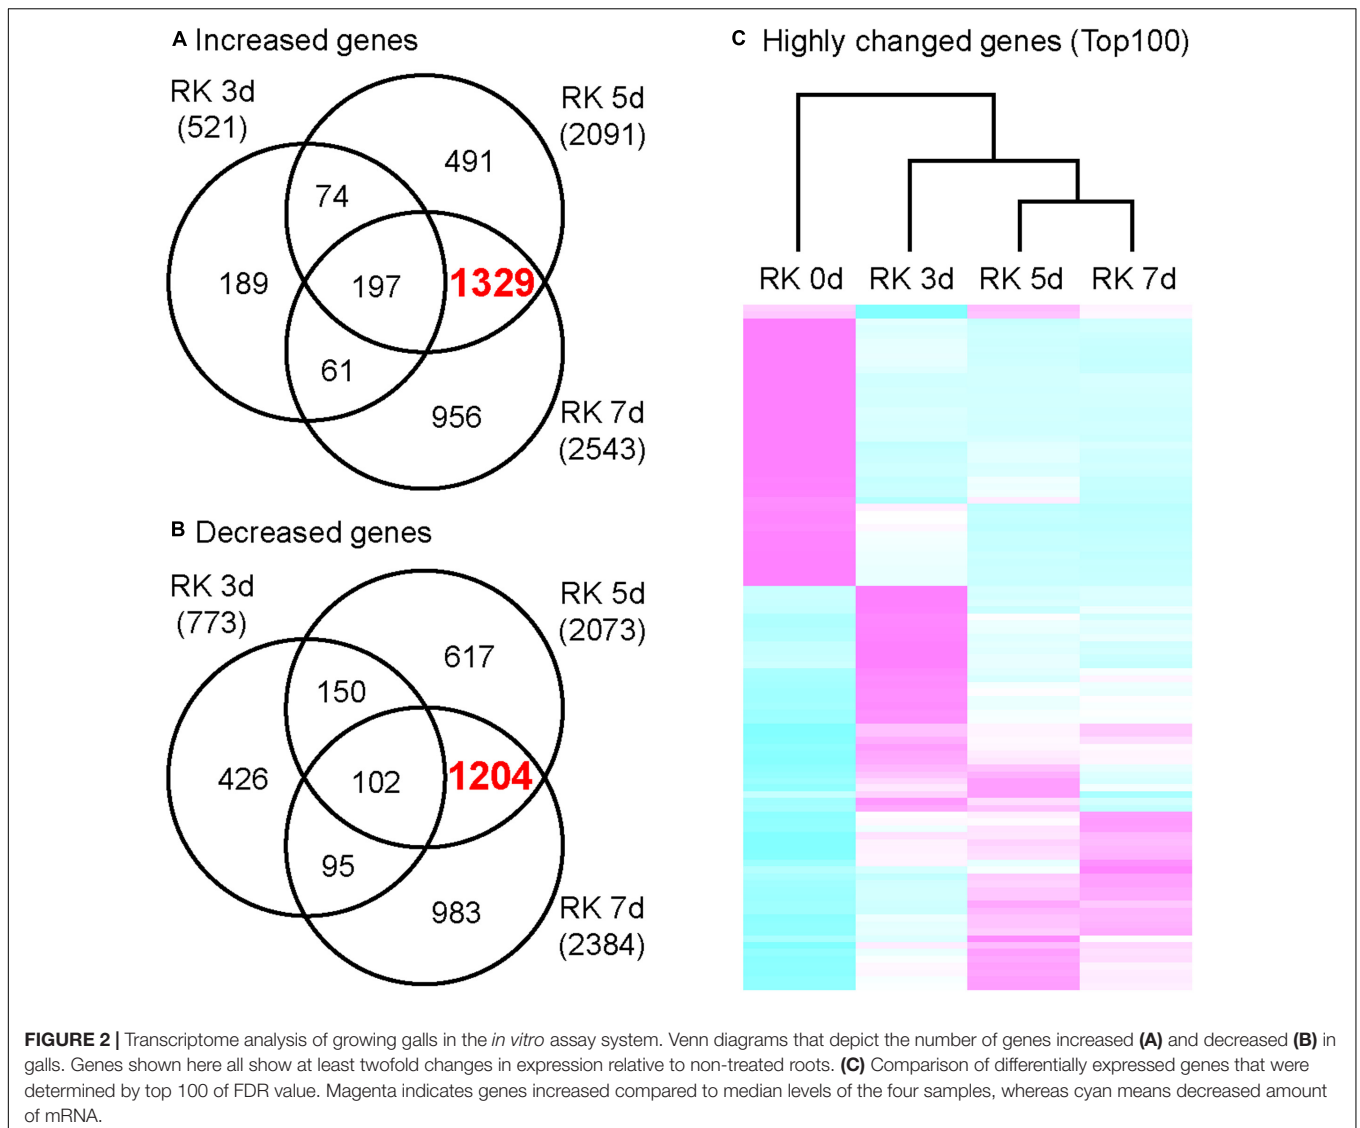 A Increased genes
RK 3d
(521)
RK 5d
(2091)
491
74
189
197
1329
61
956
RK 7d
(2543)
B Decreased genes
RK 3d
(773)
RK 5d
(2073)
617
150
426
102
1204
95
983
RK 7d
(2384)
C Highly changed genes (Top100)
RK 0d RK 3d RK 5d RK 7d
FIGURE 2 | Transcriptome analysis of growing galls in the in vitro assay system. Venn diagrams that depict the number of genes increased (A) and decreased (B) in
galls. Genes shown here all show at least twofold changes in expression relative to non-treated roots. (C) Comparison of differentially expressed genes that were
determined by top 100 of FDR value. Magenta indicates genes increased compared to median levels of the four samples, whereas cyan means decreased amount
of mRNA.